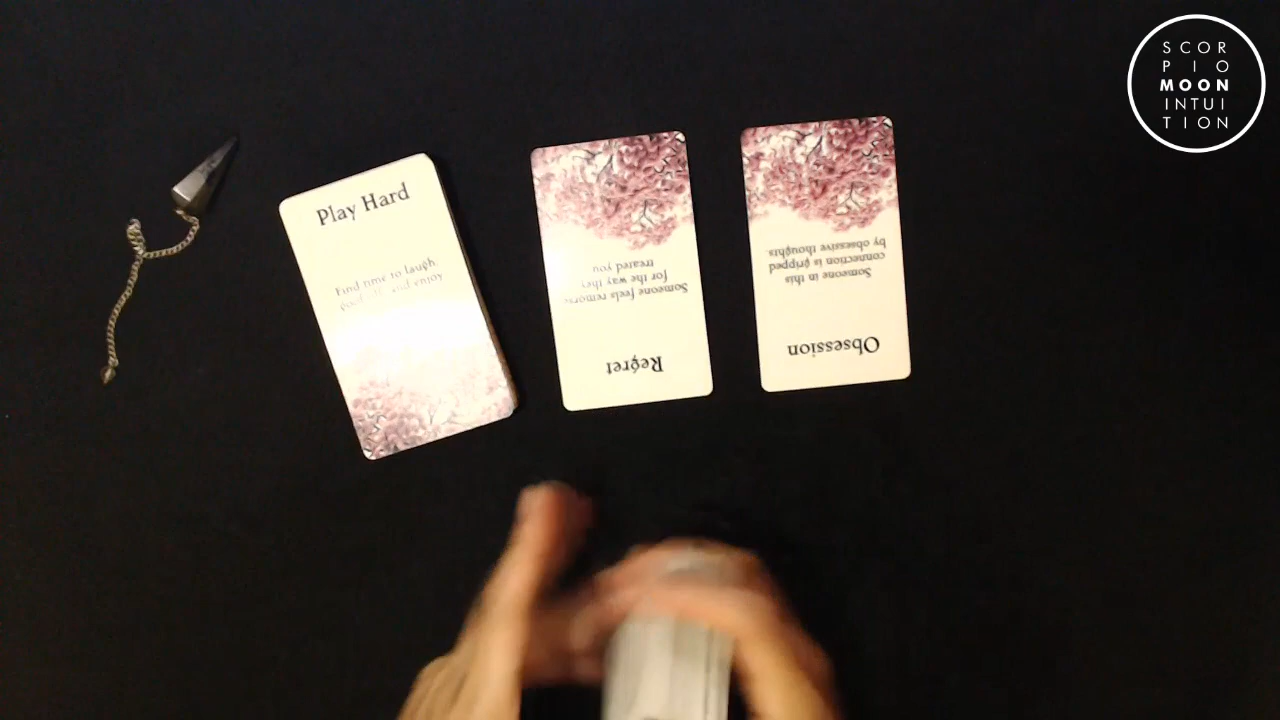 SCOR
PIO
MOON
INTUI
TION
Play Hard
Find time to laugh,
and enjoy
Regret
Someone feels remorse
for the way they
treated you
Obsession
Someone in this
connection is gripped
by obsessive thoughts.